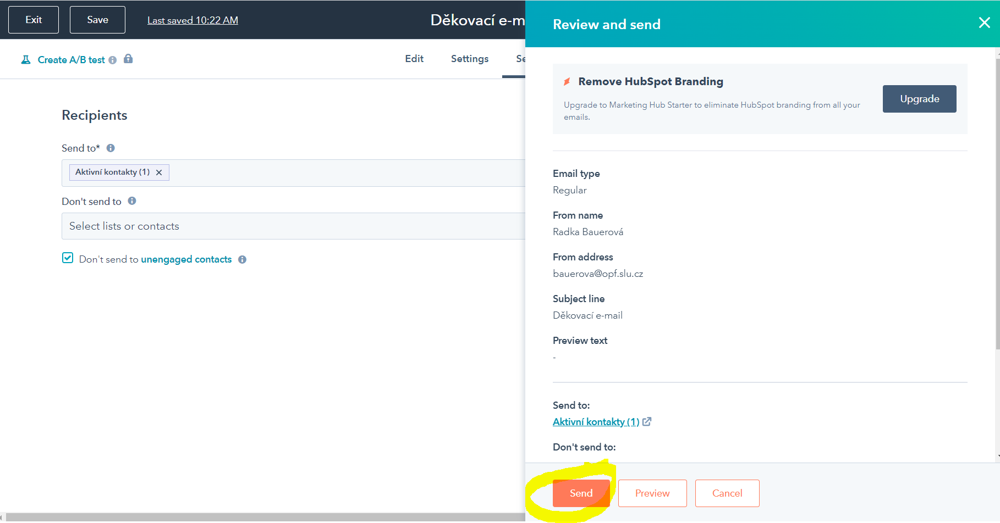 Exit
Save
Last saved 10:22 AM
Děkovací e-m
Create A/B test
Edit
Settings
Se
Recipients
Send to*
Aktivní kontakty (1)
Don't send to
Select lists or contacts
Don't send to unengaged contacts
Review and send
Remove HubSpot Branding
Upgrade to Marketing Hub Starter to eliminate HubSpot branding from all your
emails.
Upgrade
Email type
Regular
From name
Radka Bauerová
From address
bauerova@opf.slu.cz
Subject line
Děkovací e-mail
Preview text
-
Send to:
Aktivní kontakty (1)
Don't send to:
Send
Preview
Cancel